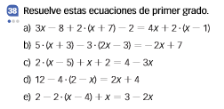 38 Resuelve estas ecuaciones de primer grado.
a) 3x − 8 + 2·(x + 7) − 2 = 4x + 2·(x − 1)
b) 5·(x + 3) − 3·(2x − 3) = −2x + 7
c) 2·(x − 5) + x + 2 = 4 − 3x
d) 12 − 4·(2 − x) = 2x + 4
e) 2 − 2·(x − 4) + x = 3 − 2x